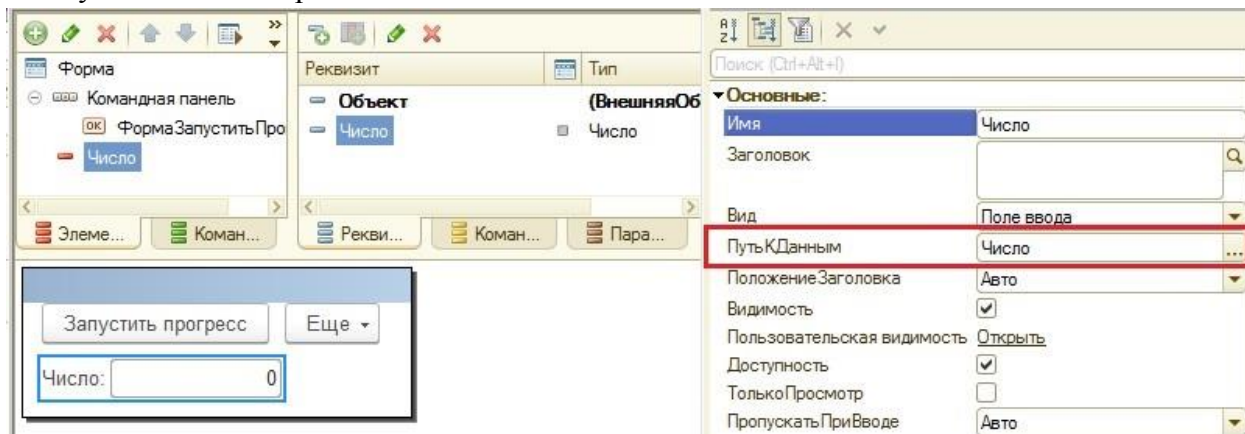 Форма
Командная панель
ФормаЗапуститьПро
Число
Элеме...
Коман...
Реквизит
Тип
Объект
(ВнешняяОб
Число
Число
Рекви...
Коман...
Пара...
Запустить прогресс
Еще
Число:
0
Поиск (Ctrl+Alt+I)
Основные:
Имя
Число
Заголовок
Вид
Поле ввода
ПутьКДанным
Число
...
ПоложениеЗаголовка
Авто
Видимость
Пользовательская видимость
Открыть
Доступность
ТолькоПросмотр
ПропускатьПриВводе
Авто